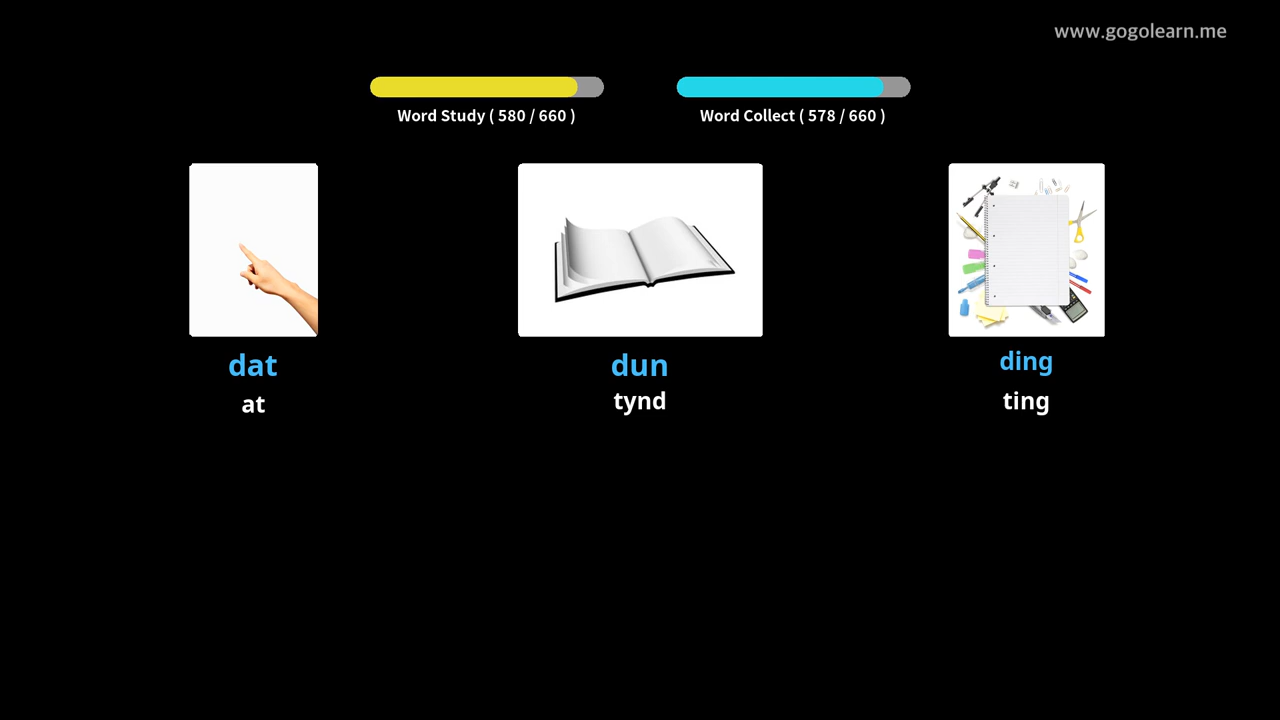 www.gogolearn.me
Word Study ( 580 / 660 )
Word Collect ( 578 / 660 )
dat
dun
ding
at
tynd
ting